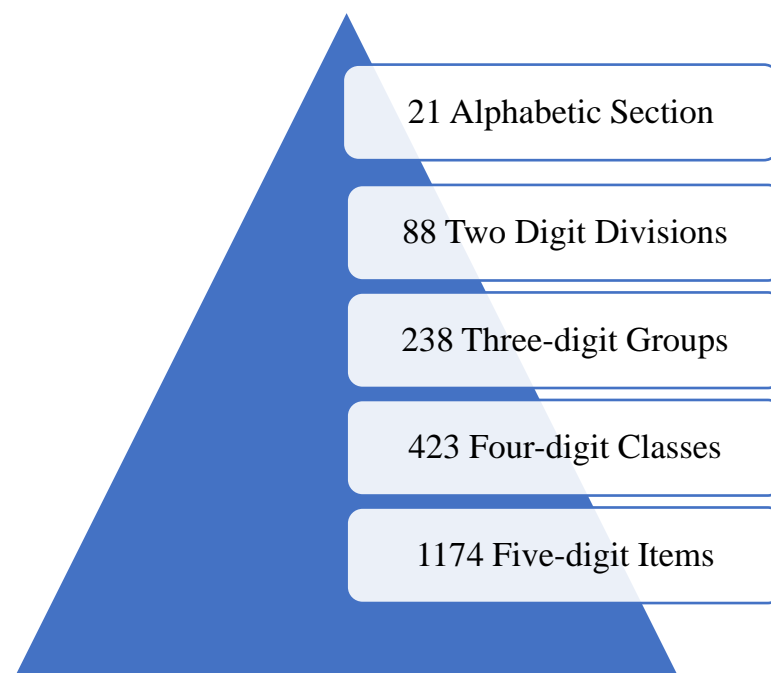 21 Alphabetic Section
88 Two Digit Divisions
238 Three-digit Groups
423 Four-digit Classes
1174 Five-digit Items